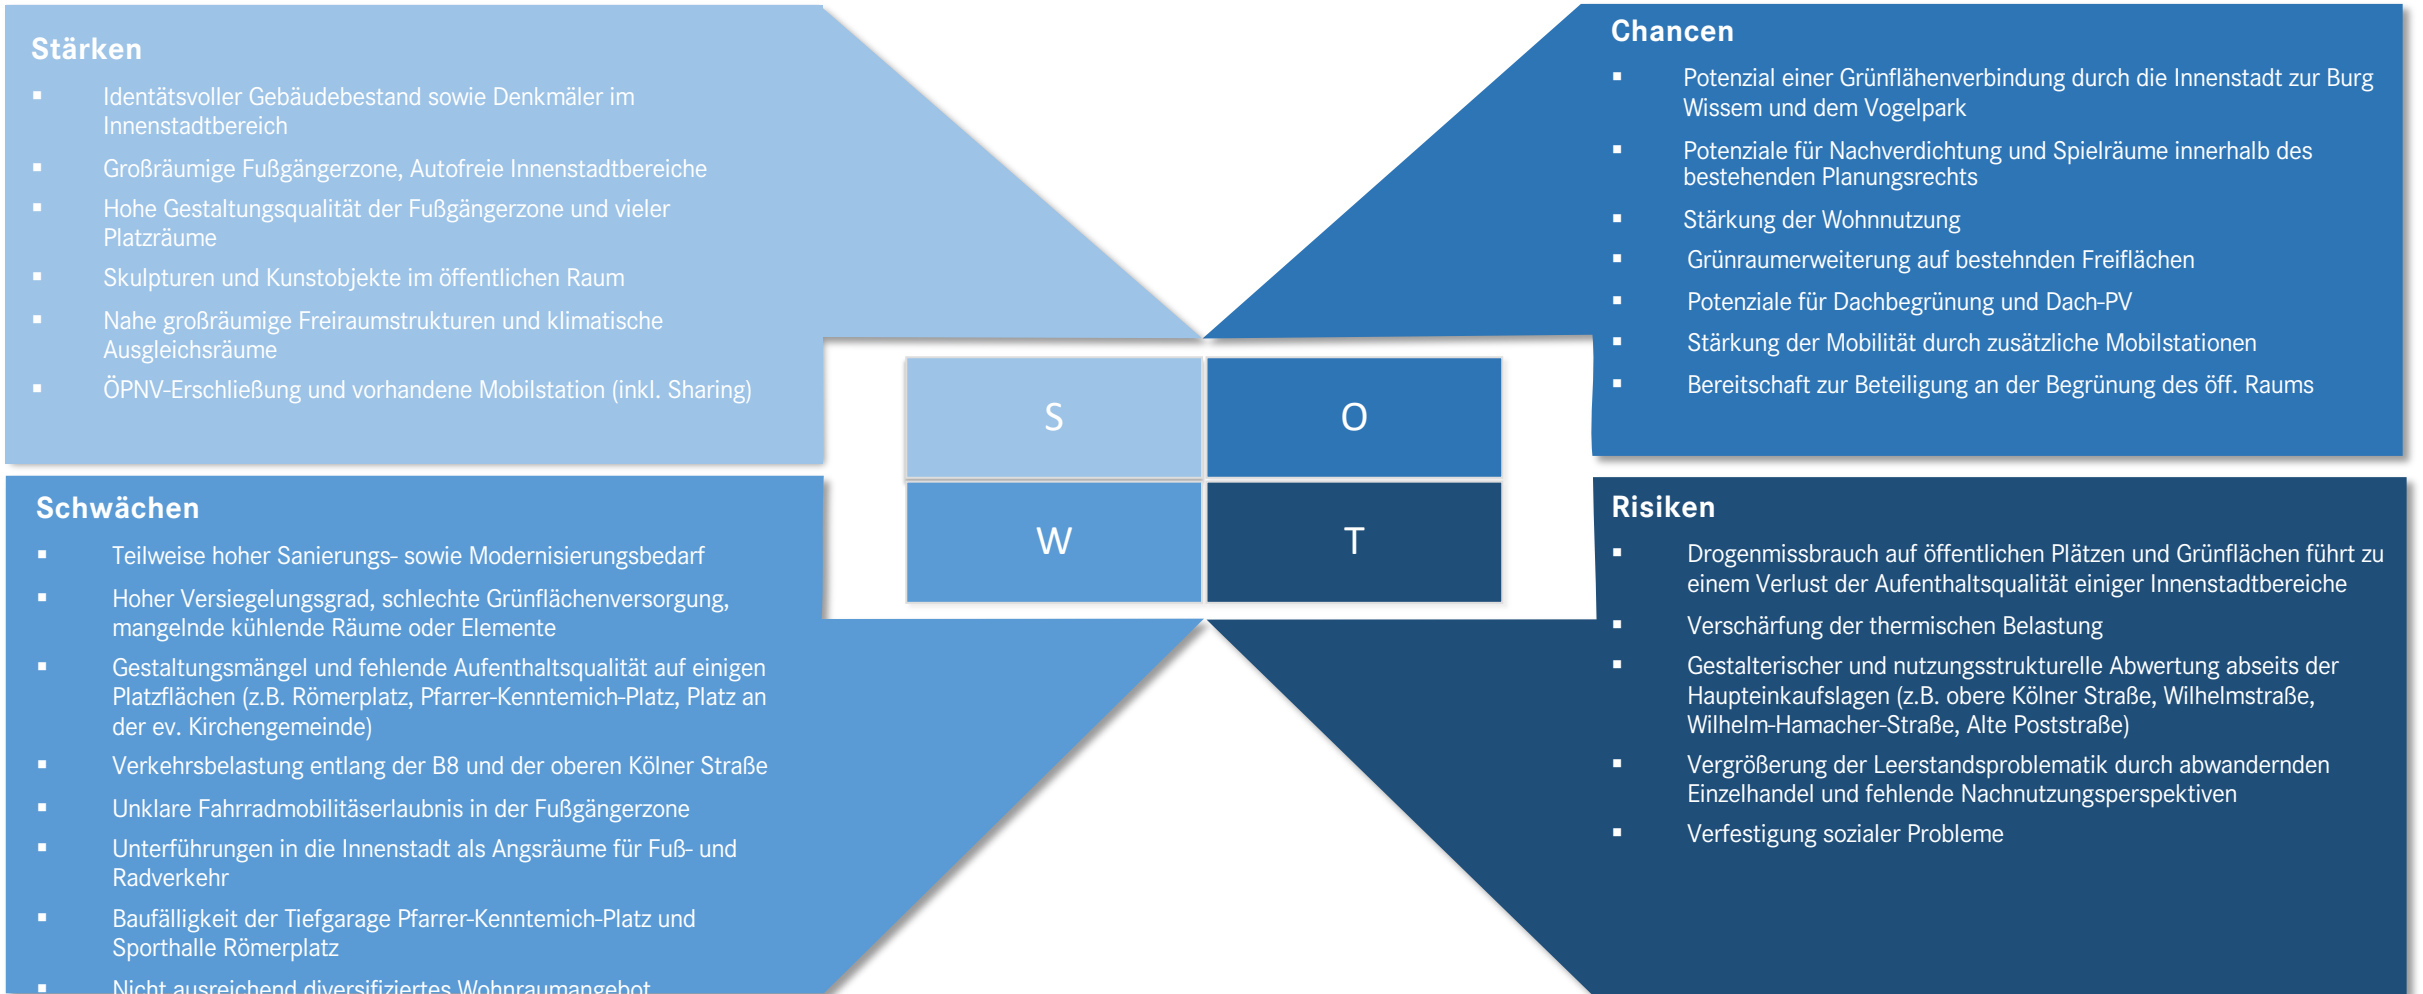 Stärken
▪ Identätsvoller Gebäudebestand sowie Denkmäler im
Innenstadtbereich
▪ Großräumige Fußgängerzone, Autofreie Innenstadtbereiche
▪ Hohe Gestaltungsqualität der Fußgängerzone und vieler
Platzräume
▪ Skulpturen und Kunstobjekte im öffentlichen Raum
▪ Nahe großräumige Freiraumstrukturen und klimatische
Ausgleichsräume
▪ ÖPNV-Erschließung und vorhandene Mobilstation (inkl. Sharing)
Chancen
▪ Potenzial einer Grünflähenverbindung durch die Innenstadt zur Burg
Wissem und dem Vogelpark
▪ Potenziale für Nachverdichtung und Spielräume innerhalb des
bestehenden Planungsrechts
▪ Stärkung der Wohnnutzung
▪ Grünraumerweiterung auf bestehnden Freiflächen
▪ Potenziale für Dachbegrünung und Dach-PV
▪ Stärkung der Mobilität durch zusätzliche Mobilstationen
▪ Bereitschaft zur Beteiligung an der Begrünung des öff. Raums
S
O
W
T
Schwächen
▪ Teilweise hoher Sanierungs- sowie Modernisierungsbedarf
▪ Hoher Versiegelungsgrad, schlechte Grünflächenversorgung,
mangelnde kühlende Räume oder Elemente
▪ Gestaltungsmängel und fehlende Aufenthaltsqualität auf einigen
Platzflächen (z.B. Römerplatz, Pfarrer-Kenntemich-Platz, Platz an
der ev. Kirchengemeinde)
▪ Verkehrsbelastung entlang der B8 und der oberen Kölner Straße
▪ Unklare Fahrradmobilitäserlaubnis in der Fußgängerzone
▪ Unterführungen in die Innenstadt als Angsräume für Fuß- und
Radverkehr
▪ Baufälligkeit der Tiefgarage Pfarrer-Kenntemich-Platz und
Sporthalle Römerplatz
▪ Nicht ausreichend diversifiziertes Wohnraumangebot
Risiken
▪ Drogenmissbrauch auf öffentlichen Plätzen und Grünflächen führt zu
einem Verlust der Aufenthaltsqualität einiger Innenstadtbereiche
▪ Verschärfung der thermischen Belastung
▪ Gestalterischer und nutzungsstrukturelle Abwertung abseits der
Haupteinkaufslagen (z.B. obere Kölner Straße, Wilhelmstraße,
Wilhelm-Hamacher-Straße, Alte Poststraße)
▪ Vergrößerung der Leerstandsproblematik durch abwandernden
Einzelhandel und fehlende Nachnutzungsperspektiven
▪ Verfestigung sozialer Probleme